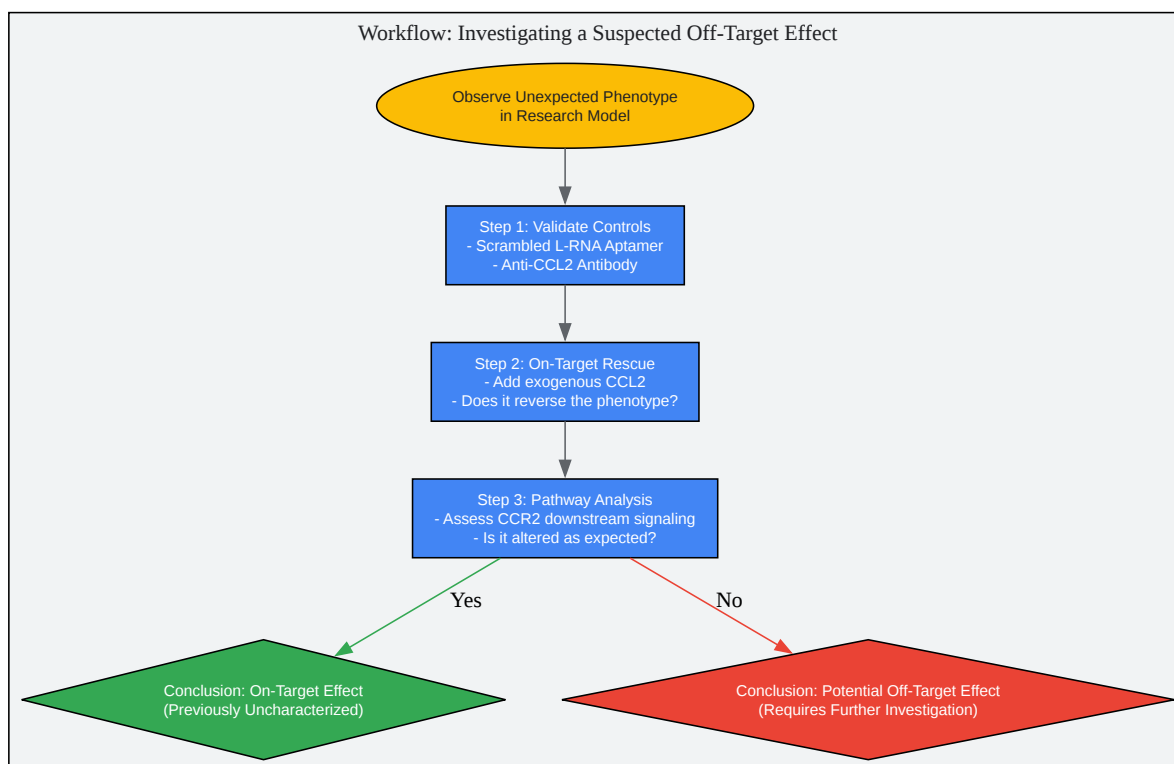 Workflow: Investigating a Suspected Off-Target Effect
Observe Unexpected Phenotype
in Research Model
Step 1: Validate Controls
- Scrambled L-RNA Aptamer
- Anti-CCL2 Antibody
Step 2: On-Target Rescue
- Add exogenous CCL2
- Does it reverse the phenotype?
Step 3: Pathway Analysis
- Assess CCR2 downstream signaling
- Is it altered as expected?
Yes
No
Conclusion: On-Target Effect
(Previously Uncharacterized)
Conclusion: Potential Off-Target Effect
(Requires Further Investigation)